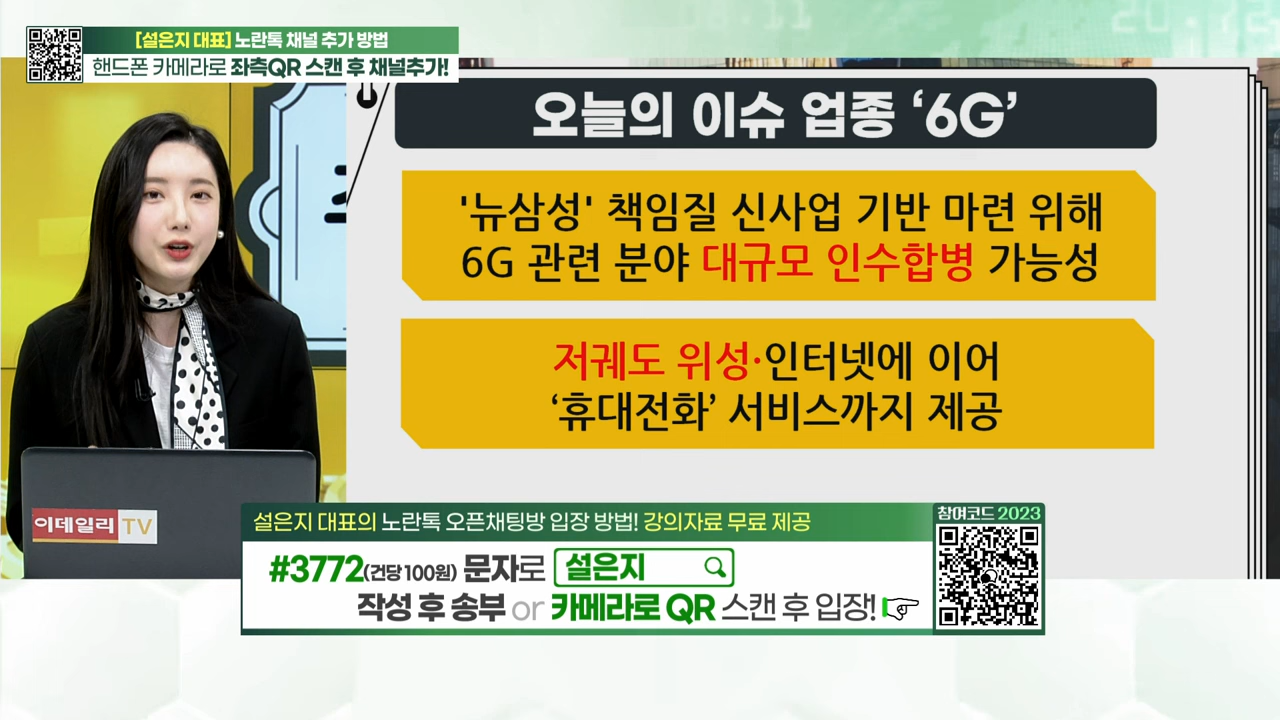 [설은지 대표] 노란톡 채널 추가 방법
핸드폰 카메라로 좌측QR 스캔 후 채널추가!
오늘의 이슈 업종 ‘6G’
'뉴삼성' 책임질 신사업 기반 마련 위해
6G 관련 분야 대규모 인수합병 가능성
저궤도 위성·인터넷에 이어
‘휴대전화’ 서비스까지 제공
이데일리 TV
설은지 대표의 노란톡 오픈채팅방 입장 방법! 강의자료 무료 제공
참여코드 2023
#3772(건당 100원) 문자로 설은지
작성 후 송부 or 카메라로 QR 스캔 후 입장!